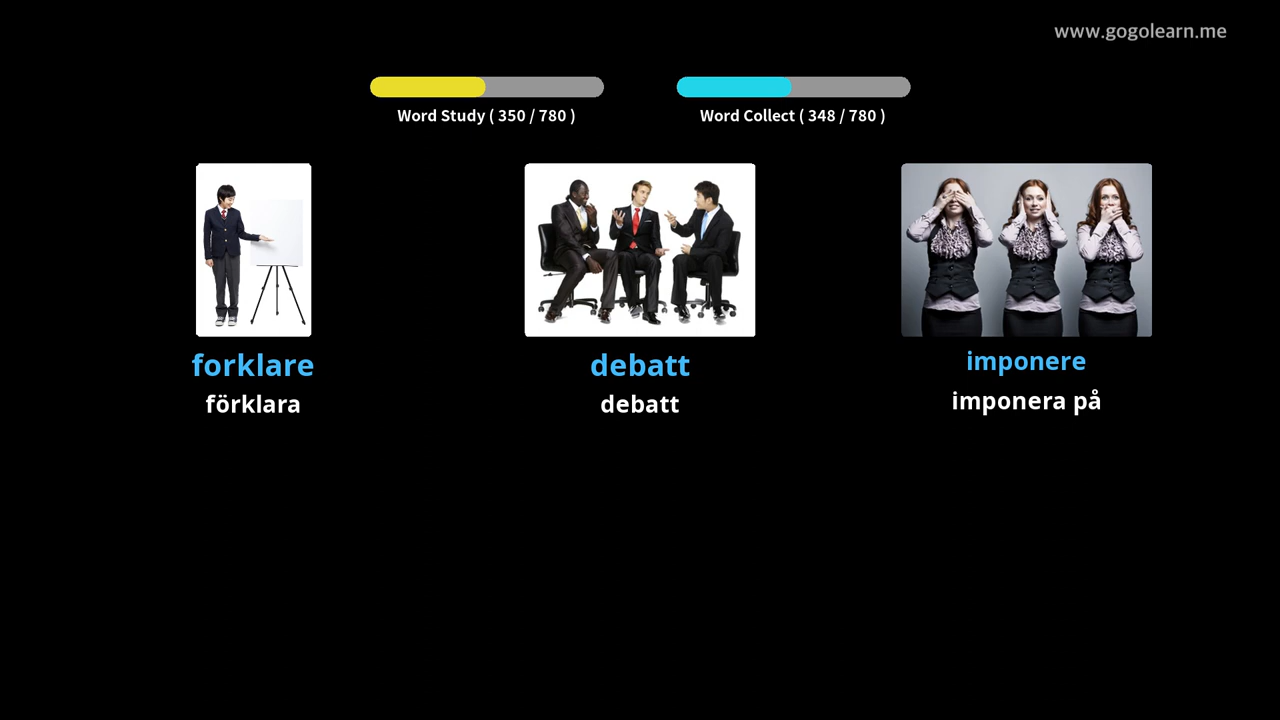 www.gogolearn.me
Word Study ( 350 / 780 )
Word Collect ( 348 / 780 )
forklare
förklara
debatt
debatt
imponere
imponera på